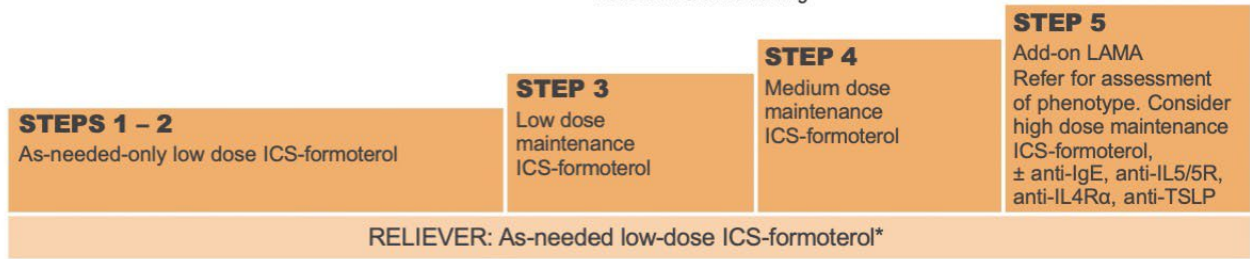 STEPS 1 – 2
As-needed-only low dose ICS-formoterol
STEP 3
Low dose
maintenance
ICS-formoterol
STEP 4
Medium dose
maintenance
ICS-formoterol
STEP 5
Add-on LAMA
Refer for assessment
of phenotype. Consider
high dose maintenance
ICS-formoterol,
± anti-IgE, anti-IL5/5R,
anti-IL4Rα, anti-TSLP
RELIEVER: As-needed low-dose ICS-formoterol*